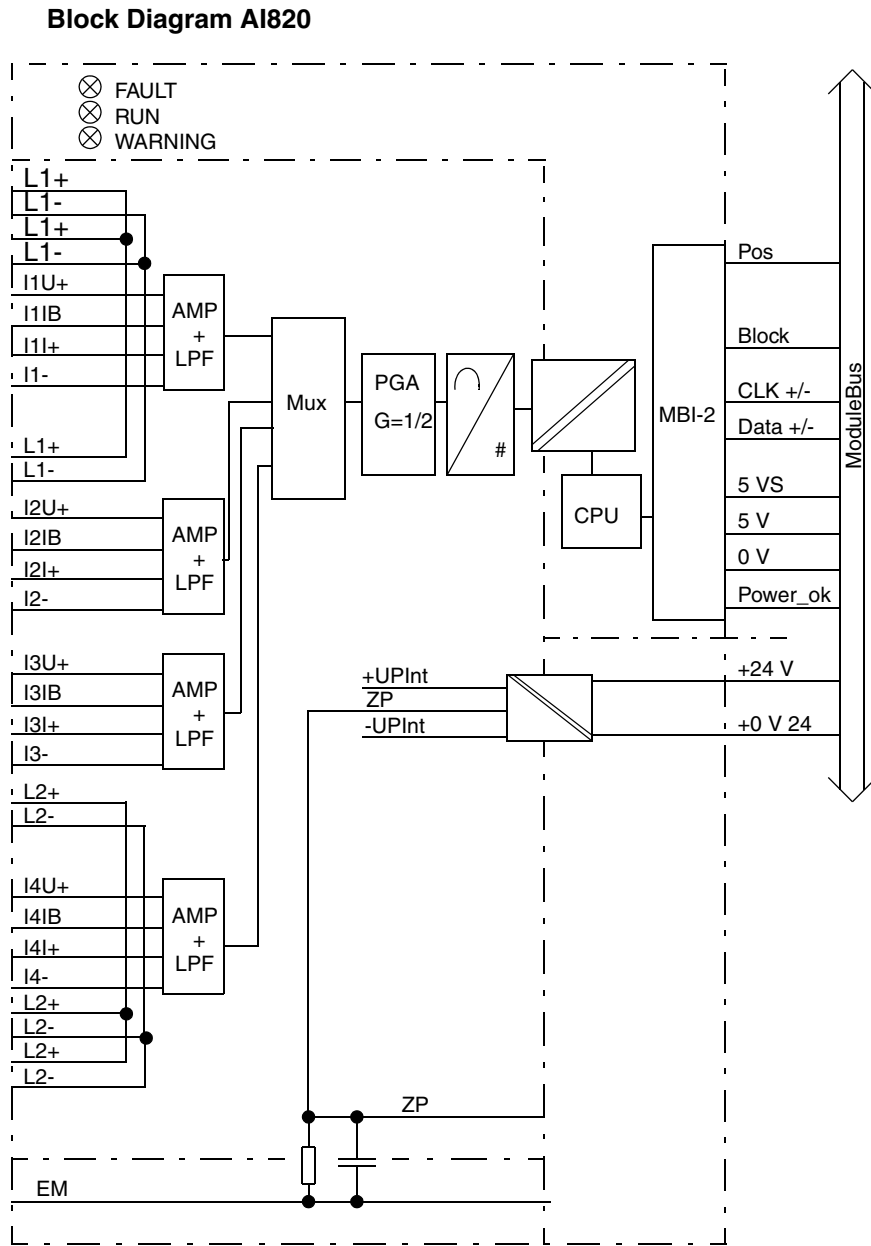 Block Diagram AI820
FAULT
RUN
WARNING
L1+
L1-
L1+
L1-
I1U+
I1IB
I1I+
I1-
AMP
+
LPF
L1+
L1-
I2U+
I2IB
I2I+
I2-
AMP
+
LPF
I3U+
I3IB
I3I+
I3-
AMP
+
LPF
L2+
L2-
I4U+
I4IB
I4I+
I4-
AMP
+
LPF
L2+
L2-
L2+
L2-
Mux
PGA
G=1/2
#
CPU
MBI-2
Pos
Block
CLK +/-
Data +/-
5 VS
5 V
0 V
Power_ok
+24 V
+0 V 24
ModuleBus
+UPInt
ZP
-UPInt
ZP
EM